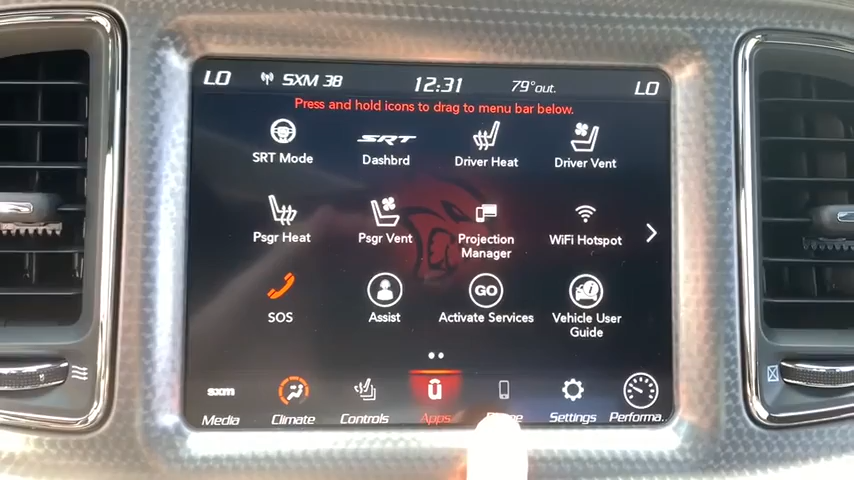 LO SXM 38 12:31 79°out. LO
Press and hold icons to drag to menu bar below.
SRT Mode
SRT
Dashbrd
Driver Heat
Driver Vent
Psgr Heat
Psgr Vent
Projection
Manager
WiFi Hotspot
SOS
Assist
GO
Activate Services
Vehicle User
Guide
sxm
Media
Climate
Controls
ū
Apps
Settings
Performa..